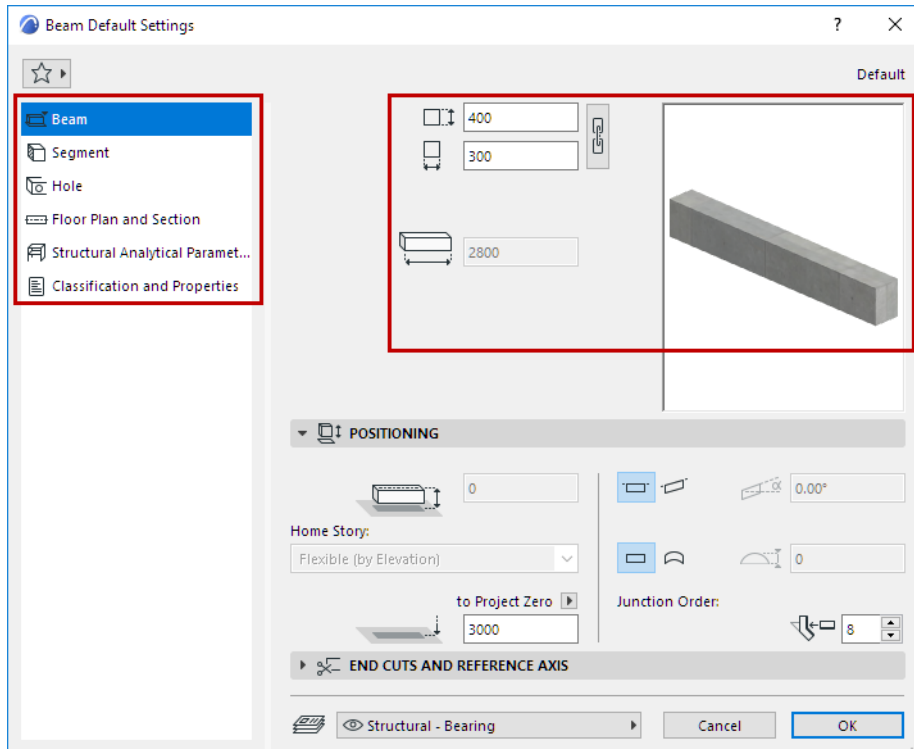 Beam Default Settings
?
Default
Beam
Segment
Hole
Floor Plan and Section
Structural Analytical Paramet...
Classification and Properties
400
300
2800
POSITIONING
0
0.00°
α
Home Story:
Flexible (by Elevation)
0
to Project Zero
Junction Order:
3000
8
END CUTS AND REFERENCE AXIS
Structural - Bearing
Cancel
OK